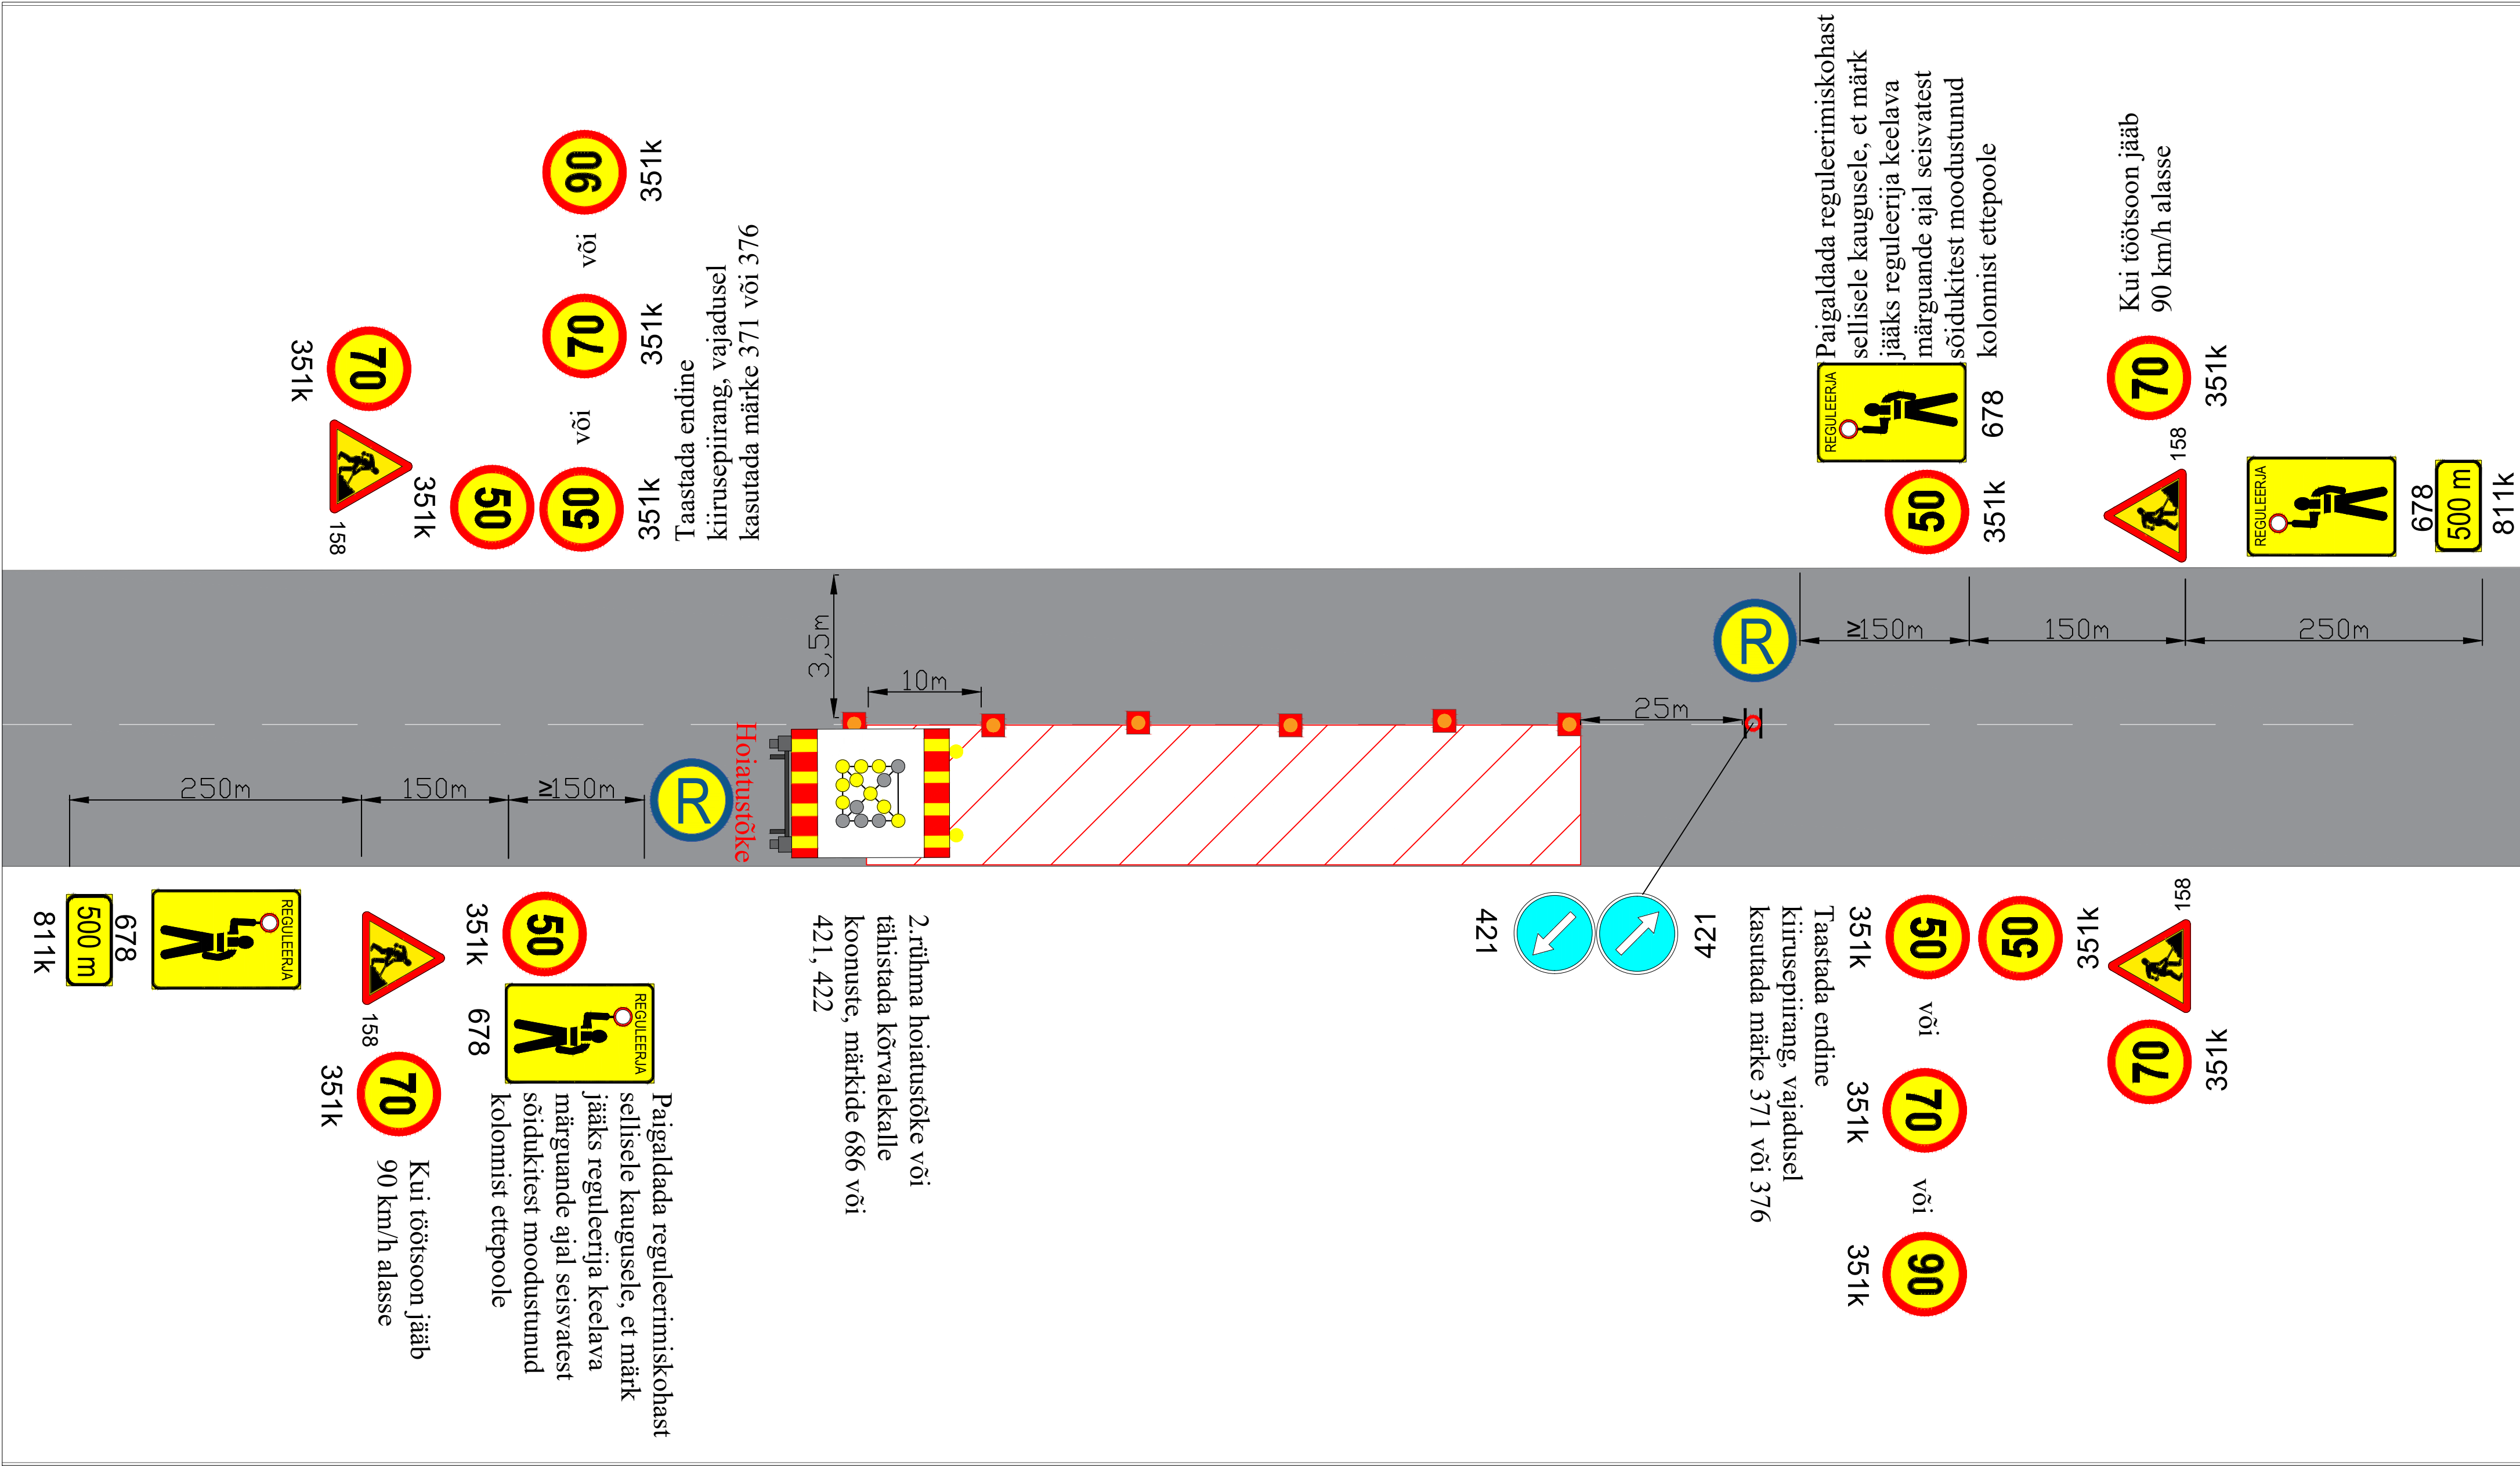 90
351k
või
70
351k
või
50
351k
Taastada endine
kiirusepiirang, vajadusel
kasutada märke 371 või 376
351k
70
158
351k
50
Paigaldada reguleerimiskohast
sellisele kaugusele, et märk
jääks reguleerija keelava
märguande ajal seisvatest
sõidukitest moodustunud
kolonnist ettepoole
REGULEERJA
678
50
351k
Kui töötsoon jääb
90 km/h alasse
70
351k
158
REGULEERJA
678
500 m
811k
3,5m
10m
25m
R
≥150m
150m
250m
250m
150m
≥150m
R
Hoiatustõke
811k
500 m
678
REGULEERJA
158
351k
70
Kui töötsoon jääb
90 km/h alasse
351k
50
678
REGULEERJA
Paigaldada reguleerimiskohast
sellisele kaugusele, et märk
jääks reguleerija keelava
märguande ajal seisvatest
sõidukitest moodustunud
kolonnist ettepoole
2.rühma hoiatustõke või
tähistada kõrvalekalle
koonuste, märkide 686 või
421, 422
421
421
Taastada endine
kiirusepiirang, vajadusel
kasutada märke 371 või 376
351k
50
või
351k
70
või
351k
90
50
351k
158
70
351k